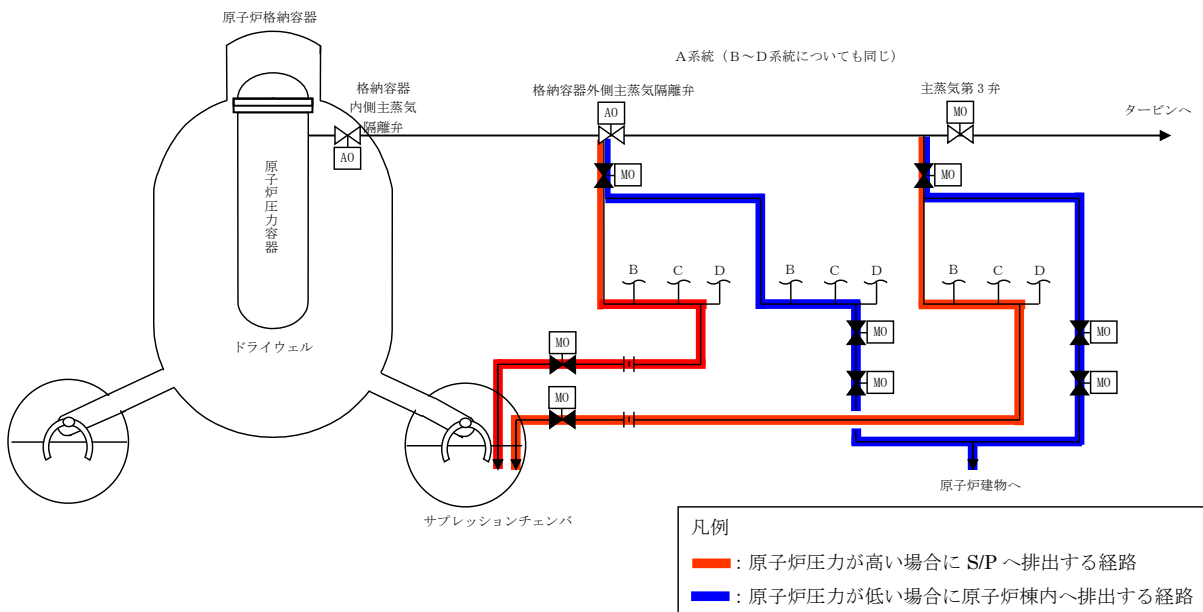 原子炉格納容器
A系統（B～D系統についても同じ）
格納容器
内側主蒸気
隔離弁
格納容器外側主蒸気隔離弁
主蒸気第3弁
タービンへ
AO
MO
AO
MO
MO
原子炉圧力容器
B
C
D
B
C
D
B
C
D
MO
MO
MO
ドライウェル
MO
MO
MO
原子炉建物へ
サプレッションチェンバ
凡例
：原子炉圧力が高い場合に S/P へ排出する経路
：原子炉圧力が低い場合に原子炉棟内へ排出する経路